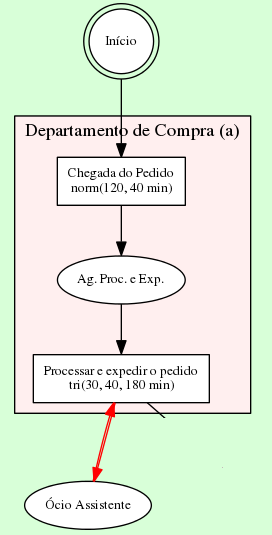 Início
Departamento de Compra (a)
Chegada do Pedido
norm(120, 40 min)
Ag. Proc. e Exp.
Processar e expedir o pedido
tri(30, 40, 180 min)
Ócio Assistente